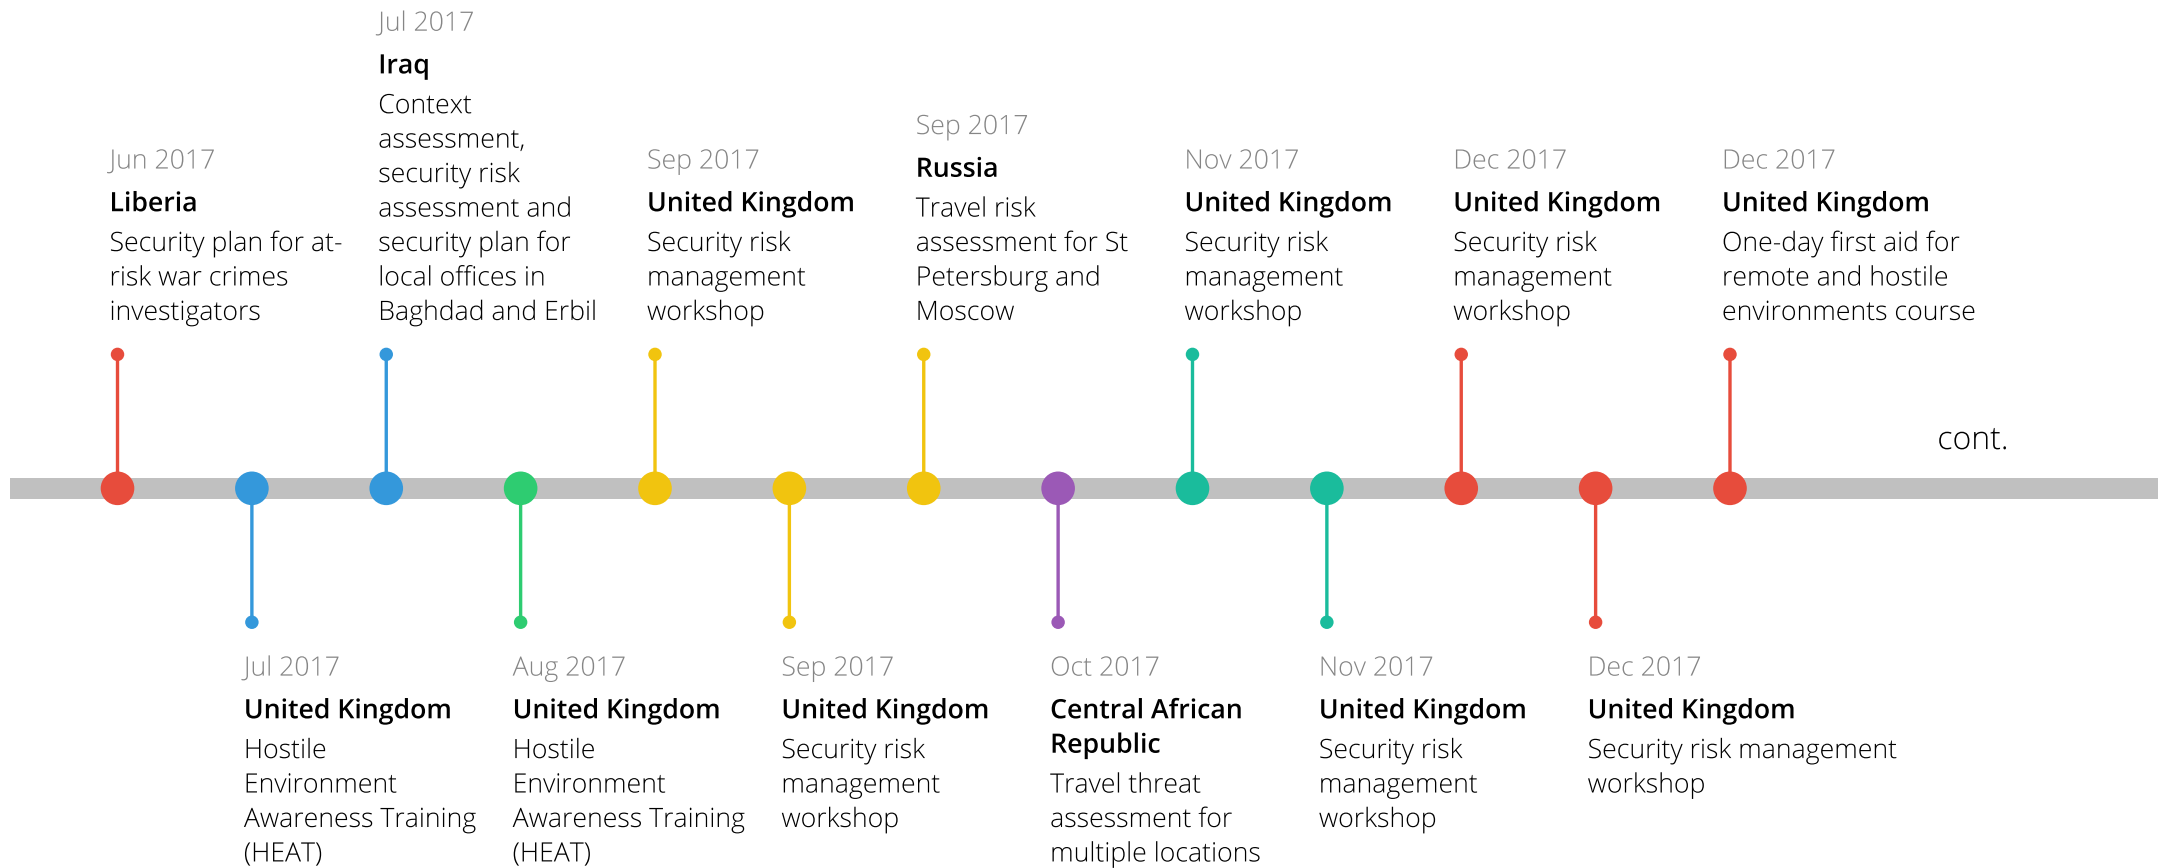 Jun 2017
Liberia
Security plan for at-
risk war crimes
investigators
Jul 2017
United Kingdom
Hostile
Environment
Awareness Training
(HEAT)
Jul 2017
Iraq
Context
assessment,
security risk
assessment and
security plan for
local offices in
Baghdad and Erbil
Aug 2017
United Kingdom
Hostile
Environment
Awareness Training
(HEAT)
Sep 2017
United Kingdom
Security risk
management
workshop
Sep 2017
United Kingdom
Security risk
management
workshop
Sep 2017
Russia
Travel risk
assessment for St
Petersburg and
Moscow
Oct 2017
Central African
Republic
Travel threat
assessment for
multiple locations
Nov 2017
United Kingdom
Security risk
management
workshop
Nov 2017
United Kingdom
Security risk
management
workshop
Dec 2017
United Kingdom
Security risk
management
workshop
Dec 2017
United Kingdom
Security risk management
workshop
Dec 2017
United Kingdom
One-day first aid for
remote and hostile
environments course
cont.